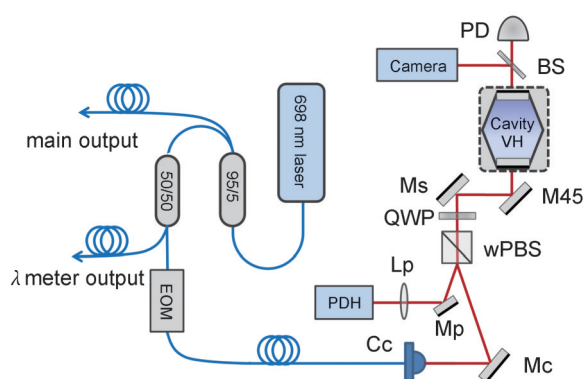 PD
BS
Camera
Cavity
VH
698 nm laser
main output
50/50
95/5
Ms
M45
QWP
wPBS
λ meter output
EOM
Lp
PDH
Mp
Cc
Mc